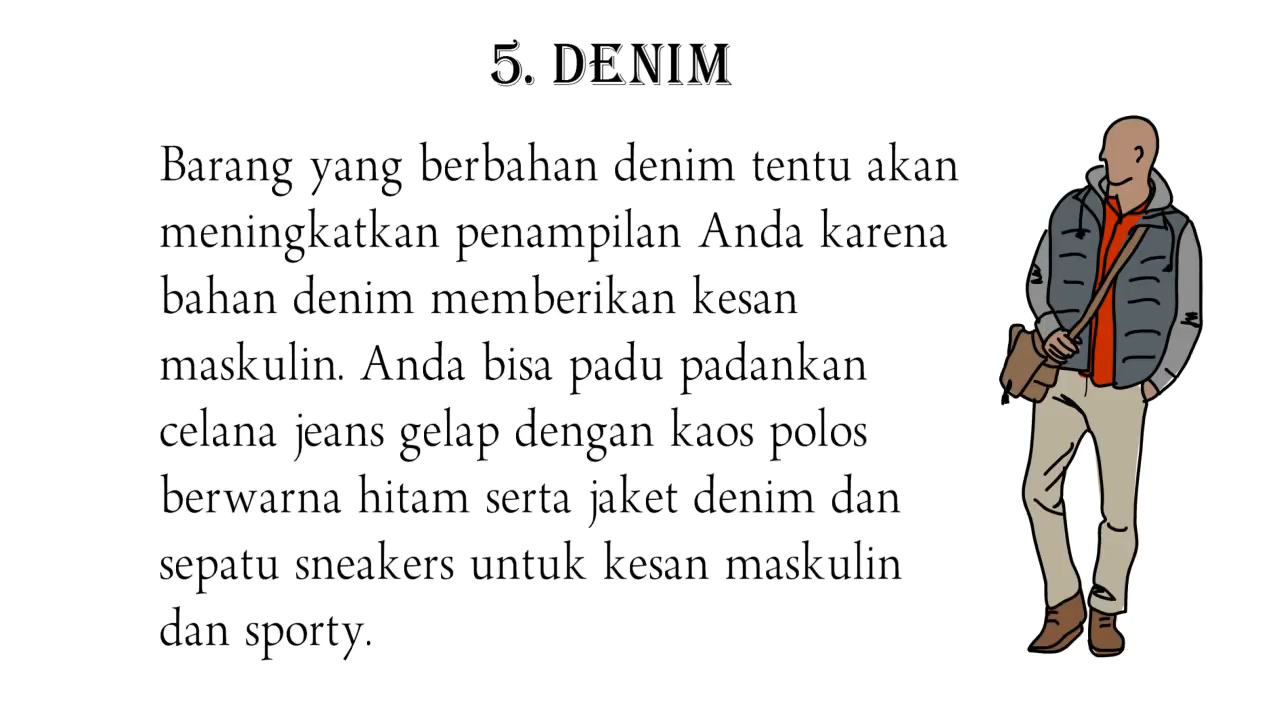 5. DENIM
Barang yang berbahan denim tentu akan
meningkatkan penampilan Anda karena
bahan denim memberikan kesan
maskulin. Anda bisa padu padankan
celana jeans gelap dengan kaos polos
berwarna hitam serta jaket denim dan
sepatu sneakers untuk kesan maskulin
dan sporty.